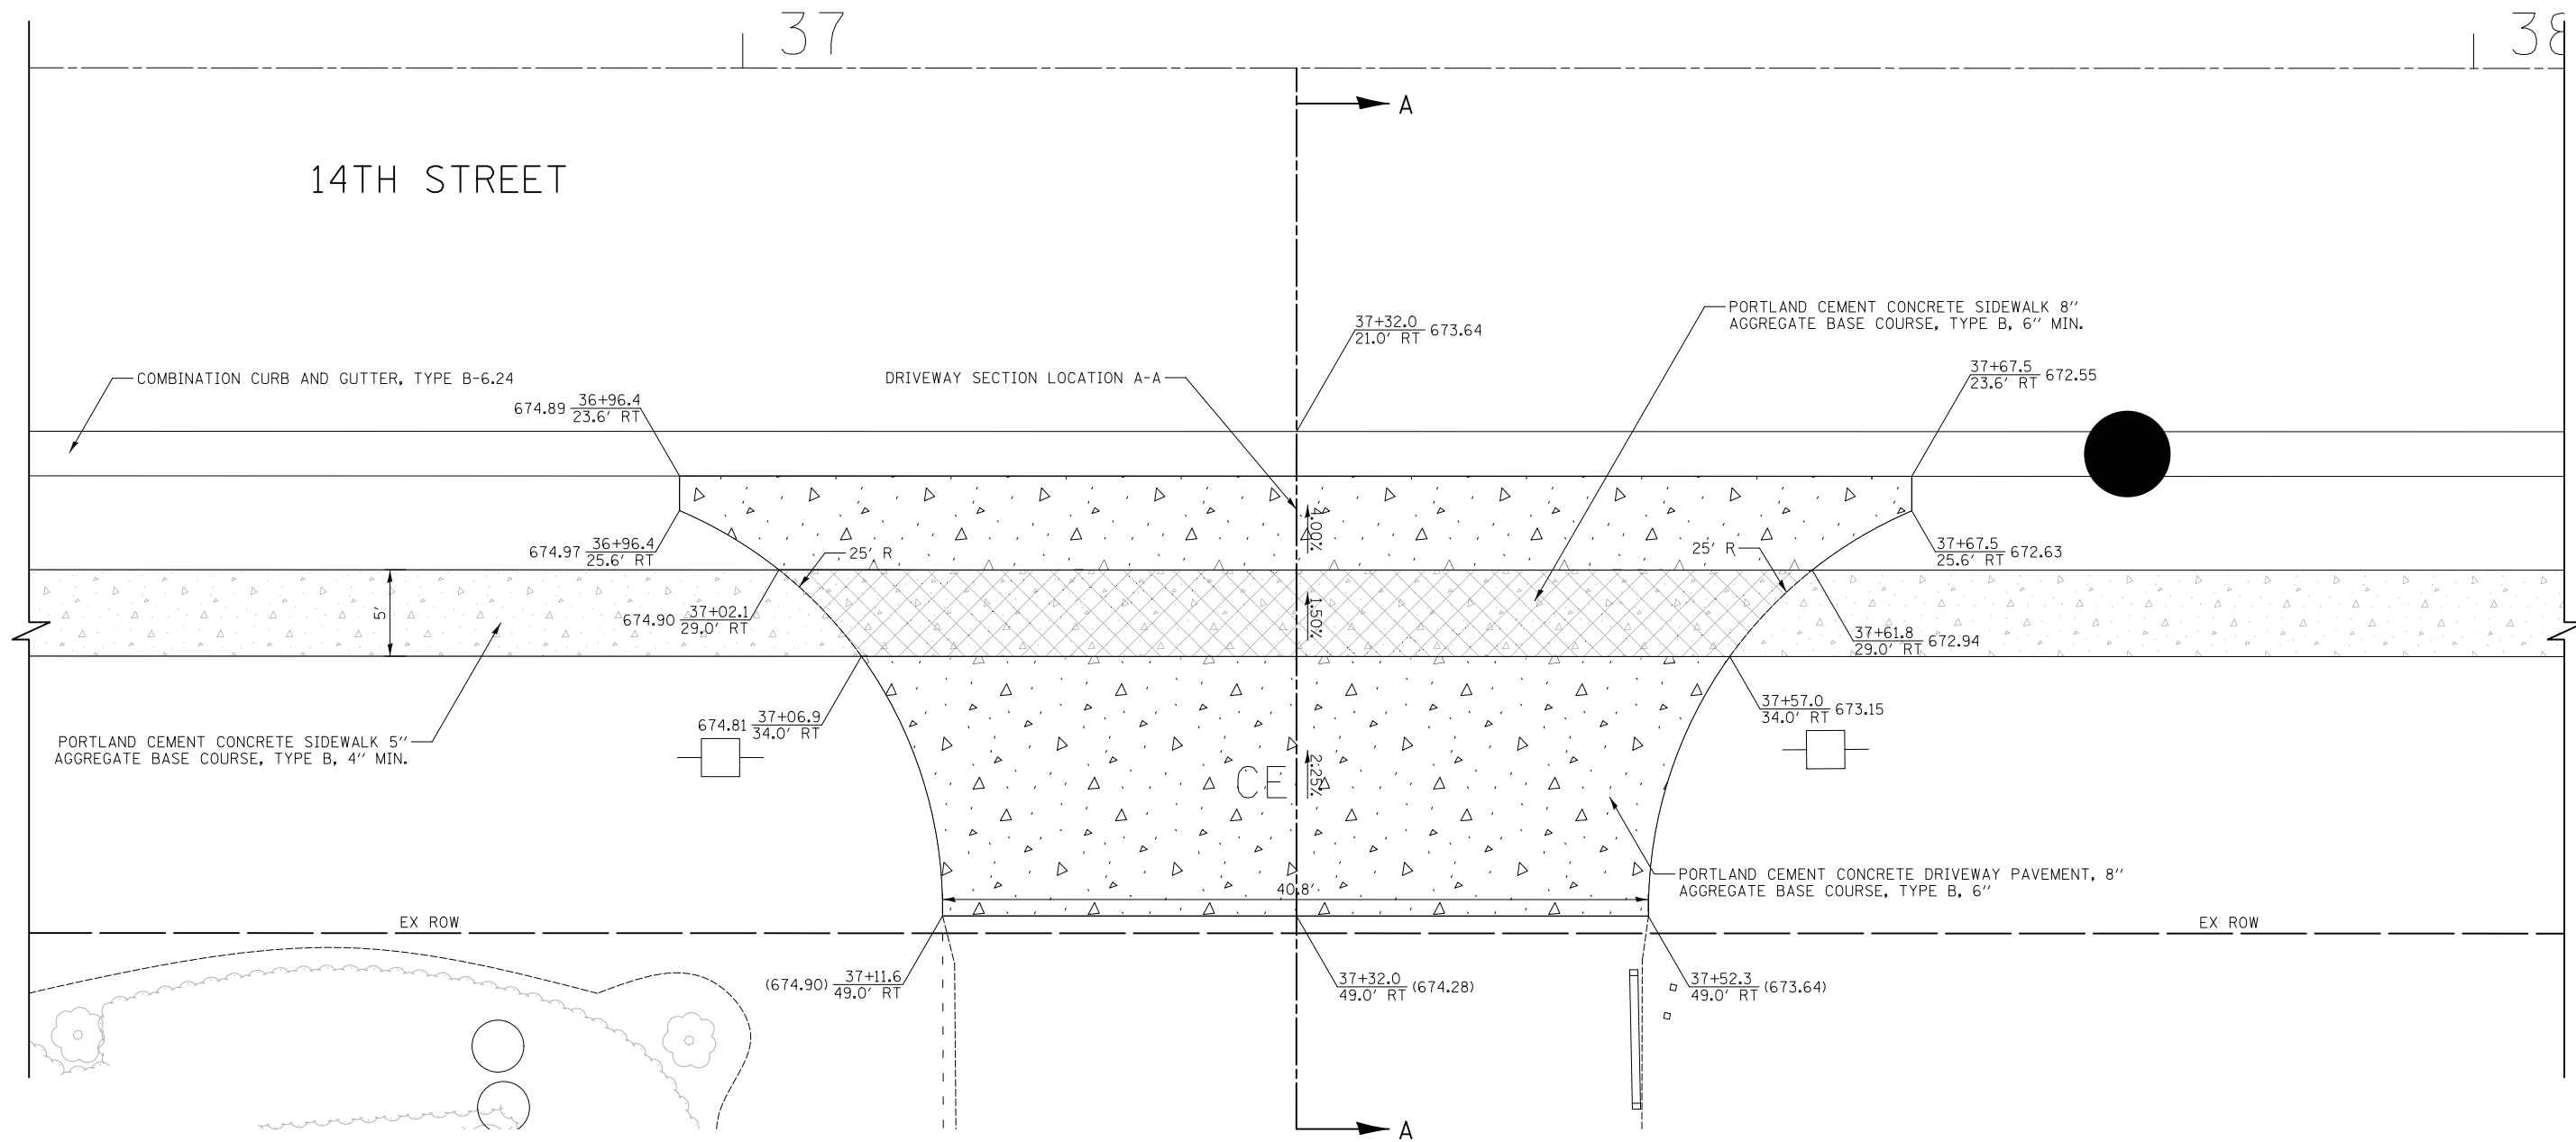 37
38
A
14TH STREET
37+32.0
21.0' RT
673.64
PORTLAND CEMENT CONCRETE SIDEWALK 8"
AGGREGATE BASE COURSE, TYPE B, 6" MIN.
COMBINATION CURB AND GUTTER, TYPE B-6.24
DRIVEWAY SECTION LOCATION A-A
37+67.5
23.6' RT
672.55
674.89
36+96.4
23.6' RT
4.00%
674.97
36+96.4
25.6' RT
25' R
25' R
37+67.5
25.6' RT
672.63
5'
1.50%
674.90
37+02.1
29.0' RT
37+61.8
29.0' RT
672.94
674.81
37+06.9
34.0' RT
37+57.0
34.0' RT
673.15
PORTLAND CEMENT CONCRETE SIDEWALK 5"
AGGREGATE BASE COURSE, TYPE B, 4" MIN.
CE
2.25%
40.8'
PORTLAND CEMENT CONCRETE DRIVEWAY PAVEMENT, 8"
AGGREGATE BASE COURSE, TYPE B, 6"
EX ROW
EX ROW
(674.90)
37+11.6
49.0' RT
37+32.0
49.0' RT
(674.28)
37+52.3
49.0' RT
(673.64)
A